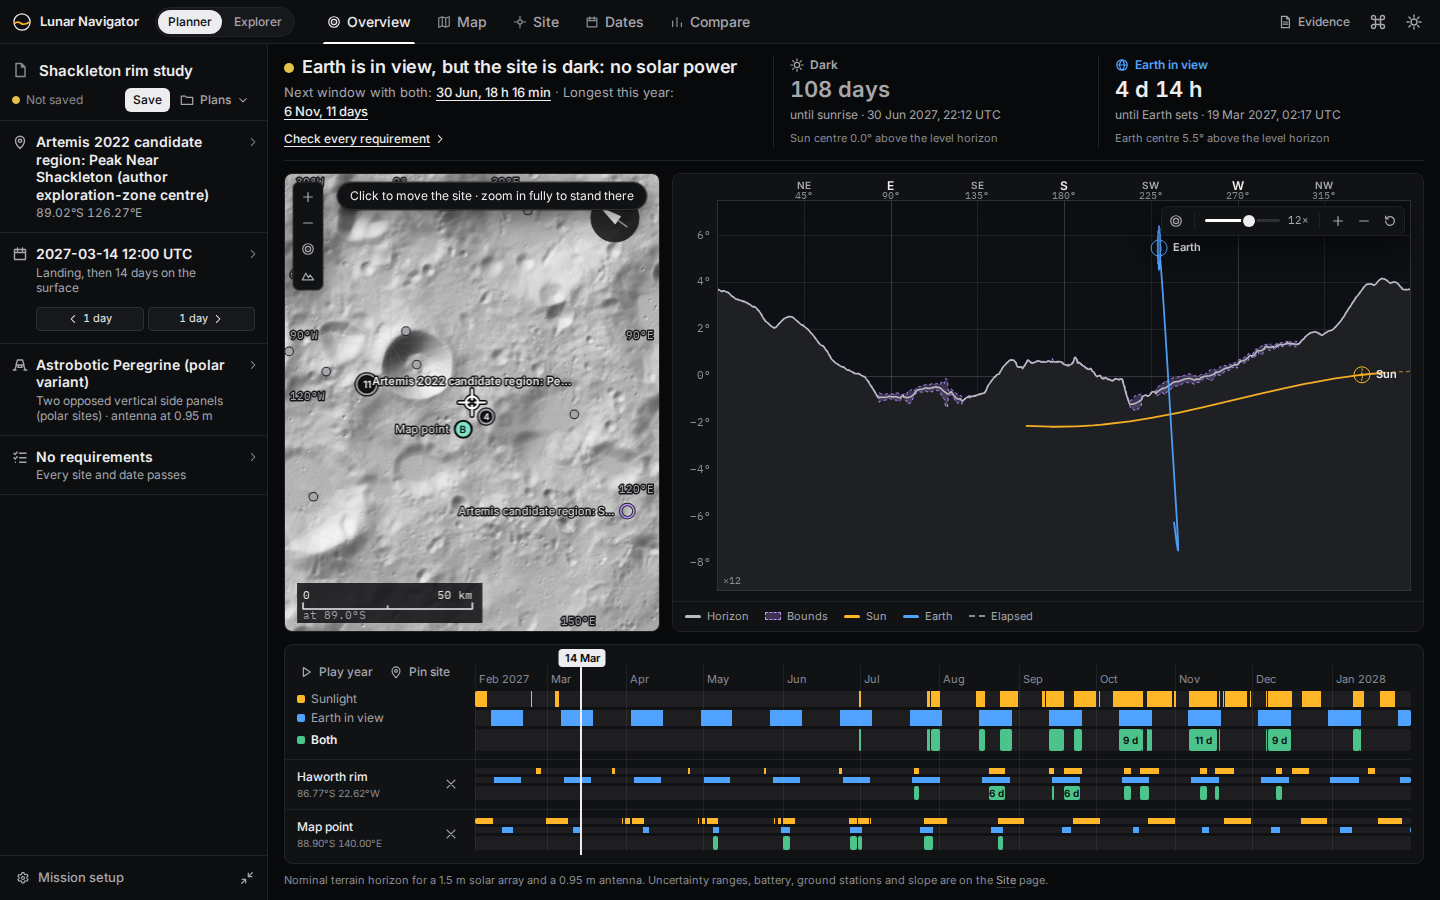 Lunar Navigator
Planner
Explorer
Overview
Map
Site
Dates
Compare
Evidence
Shackleton rim study
Not saved
Save
Plans
Artemis 2022 candidate
region: Peak Near
Shackleton (author
exploration-zone centre)
89.02°S 126.27°E
2027-03-14 12:00 UTC
Landing, then 14 days on the
surface
1 day
1 day
Astrobotic Peregrine (polar
variant)
Two opposed vertical side panels
(polar sites) · antenna at 0.95 m
No requirements
Every site and date passes
Mission setup
Earth is in view, but the site is dark: no solar power
Next window with both: 30 Jun, 18 h 16 min · Longest this year:
6 Nov, 11 days
Check every requirement
Dark
108 days
until sunrise · 30 Jun 2027, 22:12 UTC
Sun centre 0.0° above the level horizon
Earth in view
4 d 14 h
until Earth sets · 19 Mar 2027, 02:17 UTC
Earth centre 5.5° above the level horizon
Click to move the site · zoom in fully to stand there
90°W
90°E
120°W
11
Artemis 2022 candidate region: Pe...
4
Map point
B
120°E
Artemis candidate region: S...
0
50 km
at 89.0°S
150°E
NE
E
SE
S
SW
W
NW
45°
90°
135°
180°
225°
270°
315°
12×
6°
4°
2°
0°
−2°
−4°
−6°
−8°
Earth
Sun
×12
Horizon
Bounds
Sun
Earth
Elapsed
14 Mar
Play year
Pin site
Feb 2027
Mar
Apr
May
Jun
Jul
Aug
Sep
Oct
Nov
Dec
Jan 2028
Sunlight
Earth in view
Both
9 d
11 d
9 d
Haworth rim
86.77°S 22.62°W
6 d
6 d
Map point
88.90°S 140.00°E
Nominal terrain horizon for a 1.5 m solar array and a 0.95 m antenna. Uncertainty ranges, battery, ground stations and slope are on the Site page.